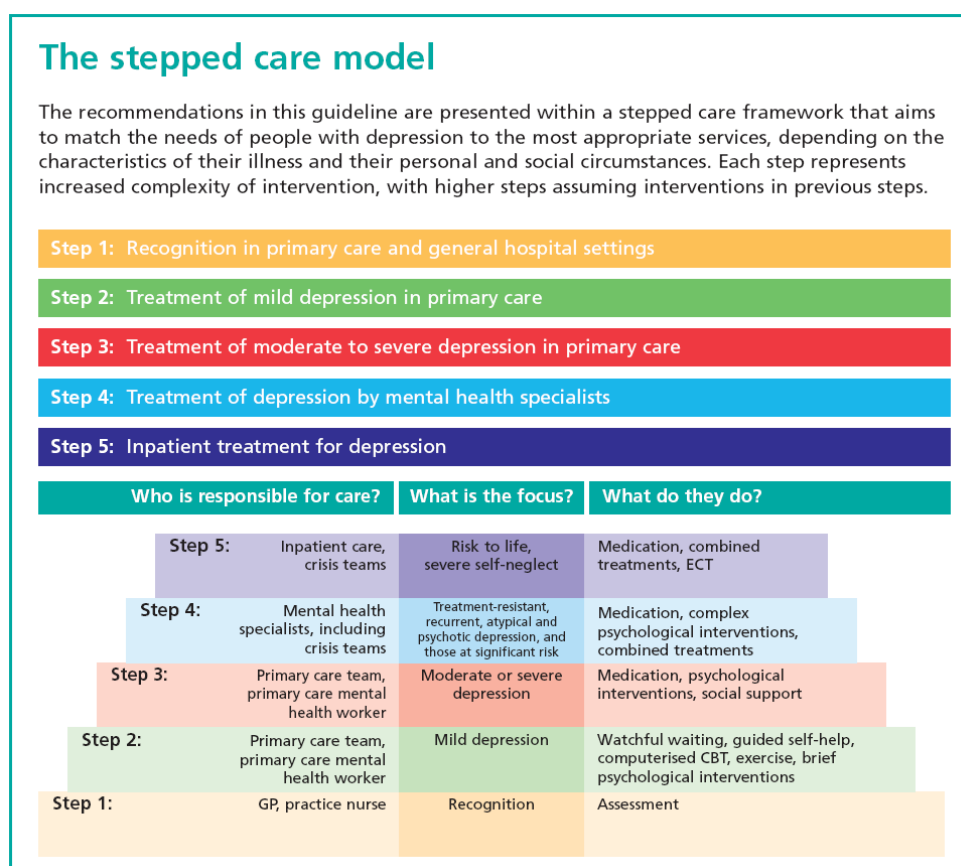 The stepped care model
The recommendations in this guideline are presented within a stepped care framework that aims
to match the needs of people with depression to the most appropriate services, depending on the
characteristics of their illness and their personal and social circumstances. Each step represents
increased complexity of intervention, with higher steps assuming interventions in previous steps.
Step 1: Recognition in primary care and general hospital settings
Step 2: Treatment of mild depression in primary care
Step 3: Treatment of moderate to severe depression in primary care
Step 4: Treatment of depression by mental health specialists
Step 5: Inpatient treatment for depression
Who is responsible for care? What is the focus? What do they do?
Step 5:
Inpatient care,
crisis teams
Risk to life,
severe self-neglect
Medication, combined
treatments, ECT
Step 4:
Mental health
specialists, including
crisis teams
Treatment-resistant,
recurrent, atypical and
psychotic depression, and
those at significant risk
Medication, complex
psychological interventions,
combined treatments
Step 3:
Primary care team,
primary care mental
health worker
Moderate or severe
depression
Medication, psychological
interventions, social support
Step 2:
Primary care team,
primary care mental
health worker
Mild depression
Watchful waiting, guided self-help,
computerised CBT, exercise, brief
psychological interventions
Step 1:
GP, practice nurse
Recognition
Assessment